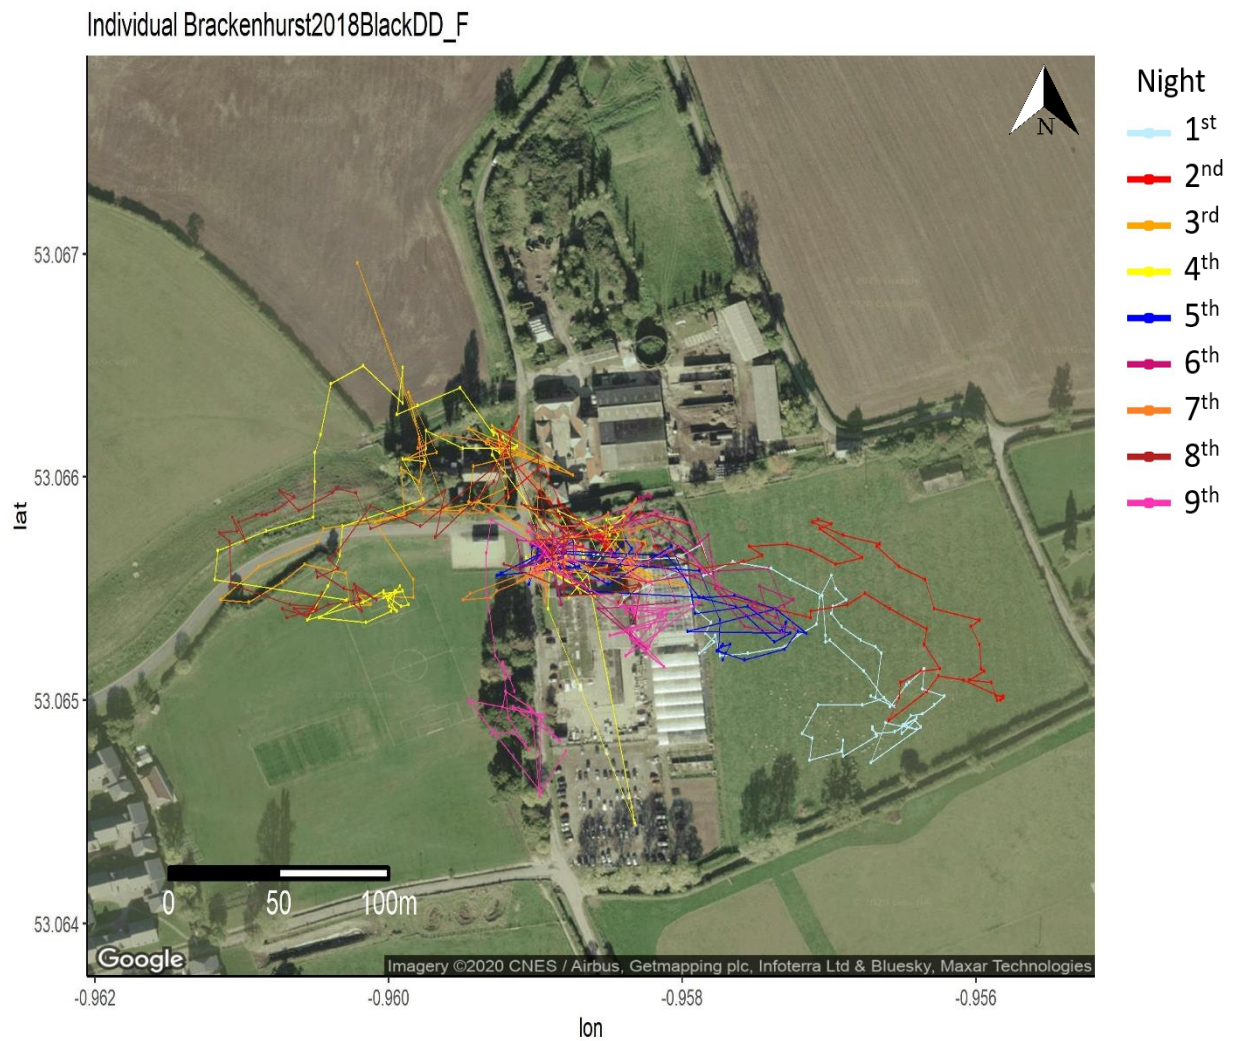 Individual Brackenhurst2018BlackDD_F
N
Night
1st
2nd
3rd
4th
5th
6th
7th
8th
9th
53.067
53.066
53.065
53.064
lat
0 50 100m
Google
Imagery ©2020 CNES / Airbus, Getmapping plc, Infoterra Ltd & Bluesky, Maxar Technologies
-0.962 -0.960 -0.958 -0.956
lon